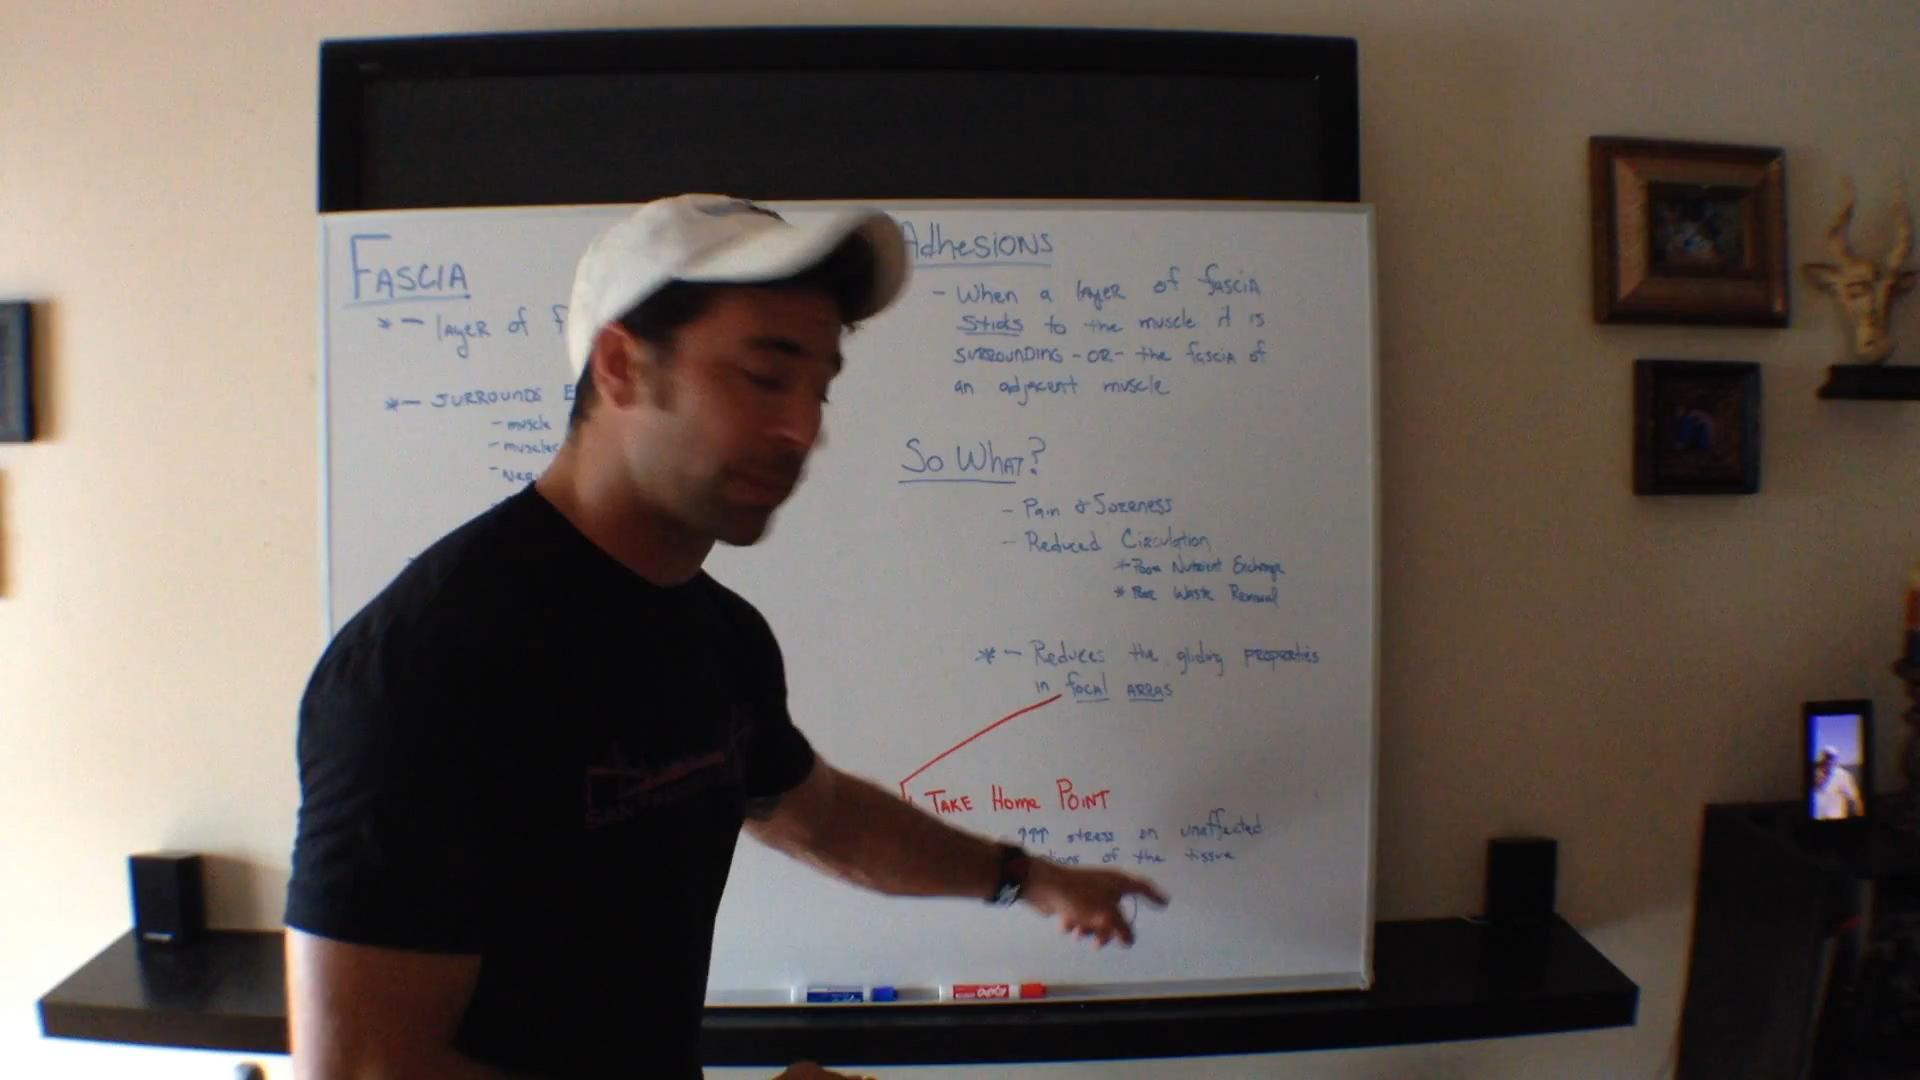 FASCIA
* - layer of
* - SURROUNDS
- muscle
- muscles
Adhesions
- When a layer of fascia
sticks to the muscle it is
SURROUNDING - OR - the fascia of
an adjacent muscle
So What?
- Pain & Soreness
- Reduced Circulation
* Poor Nutrient Exchange
* Poor Waste Removal
* - Reduces the gliding properties
in focal areas
TAKE Home POINT
↑↑↑ stress on unaffected
of the tissue
EXPO